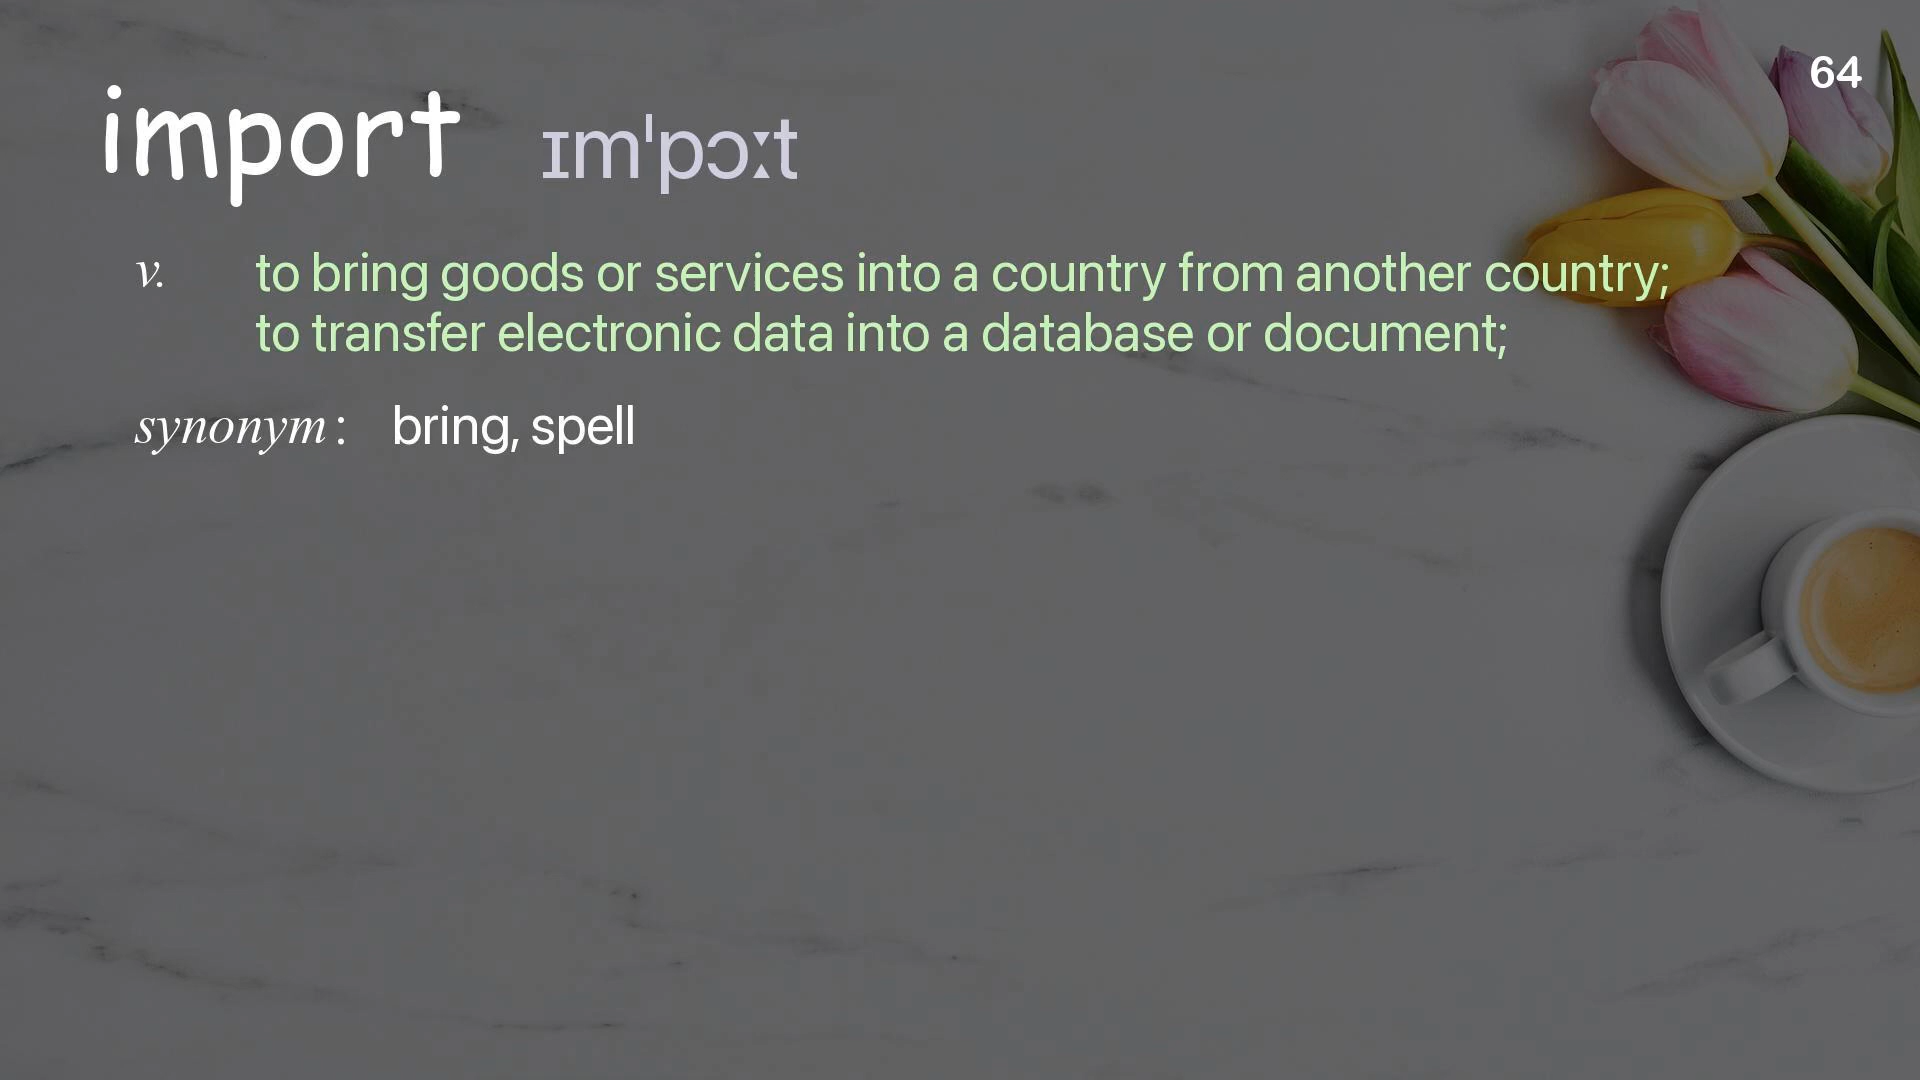 64
import ɪmˈpɔːt
v. to bring goods or services into a country from another country;
to transfer electronic data into a database or document;
synonym: bring, spell